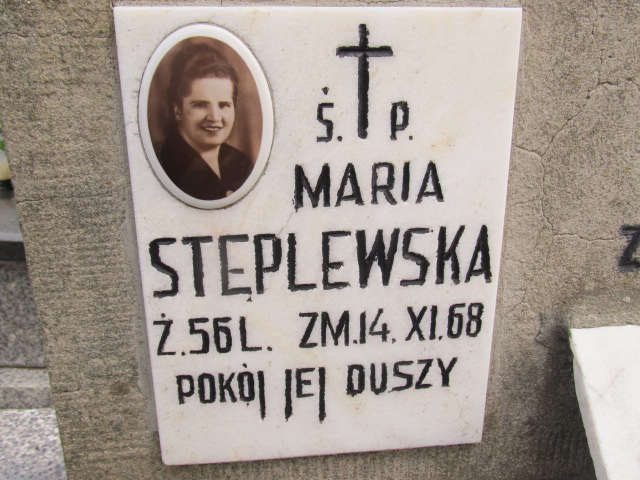 Ś. P.
MARIA
STĘPLEWSKA
Ż. 56 L. ZM. 14. XI. 68
POKÓJ JEJ DUSZY